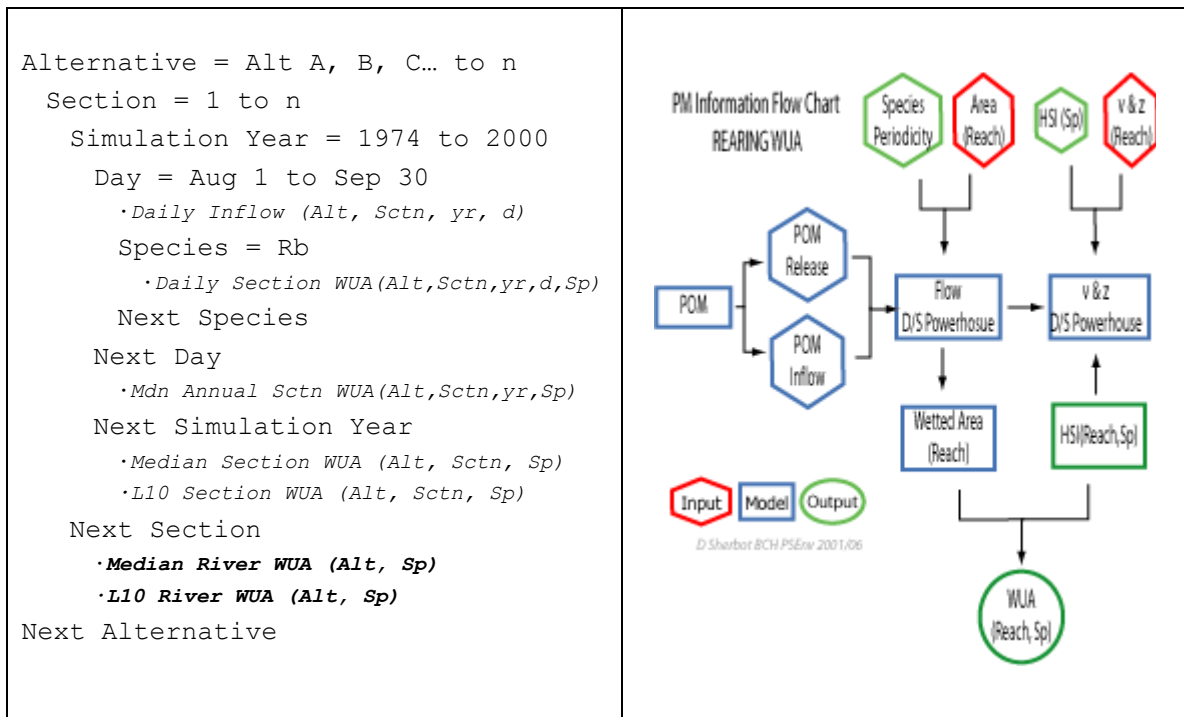 Alternative = Alt A, B, C… to n
Section = 1 to n
Simulation Year = 1974 to 2000
Day = Aug 1 to Sep 30
·Daily Inflow (Alt, Sctn, yr, d)
Species = Rb
·Daily Section WUA(Alt,Sctn,yr,d,Sp)
Next Species
Next Day
·Mdn Annual Sctn WUA(Alt,Sctn,yr,Sp)
Next Simulation Year
·Median Section WUA (Alt, Sctn, Sp)
·L10 Section WUA (Alt, Sctn, Sp)
Next Section
·Median River WUA (Alt, Sp)
·L10 River WUA (Alt, Sp)
Next Alternative
PM Information Flow Chart
REARING WUA
Species
Periodicity
Area
(Reach)
HSI (Sp)
v & z
(Reach)
POM
POM
Release
POM
Inflow
Flow
D/S Powerhosue
v & z
D/S Powerhouse
Wetted Area
(Reach)
HSI(Reach,Sp)
Input
Model
Output
D Sherbot BCH PSEnv 2001/06
WUA
(Reach, Sp)